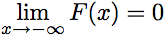 lim F(x) = 0
x→−∞